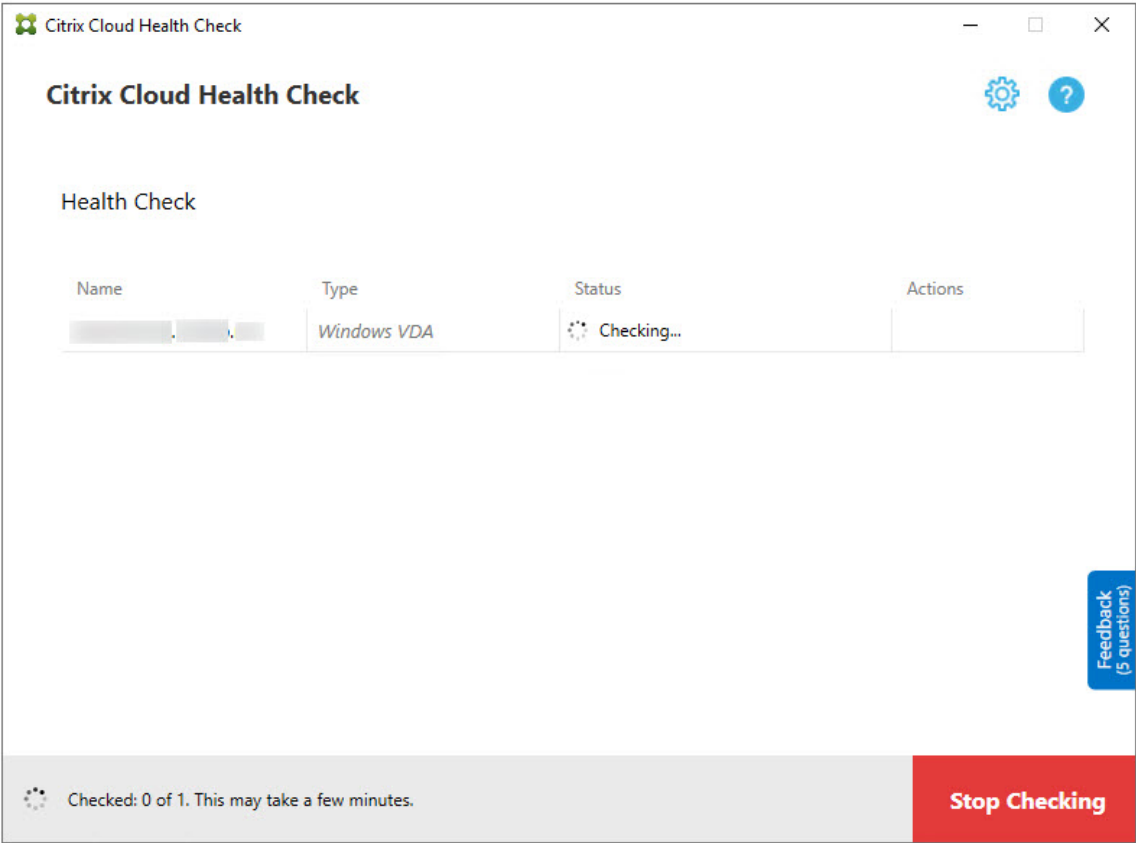 Citrix Cloud Health Check
Citrix Cloud Health Check
?
Health Check
Name Type Status Actions
Windows VDA Checking...
Feedback
(5 questions)
Checked: 0 of 1. This may take a few minutes.
Stop Checking